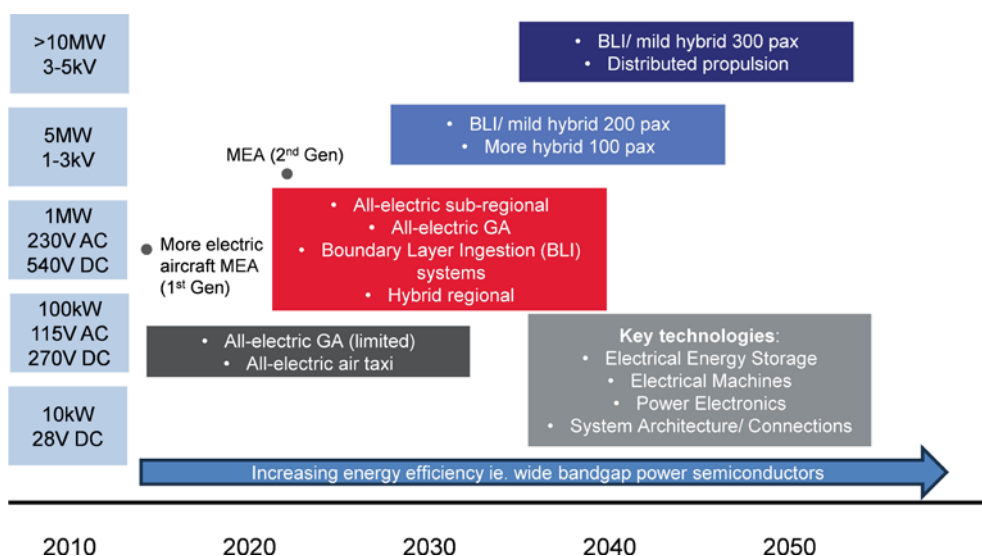 >10MW
3-5kV
• BLI/ mild hybrid 300 pax
• Distributed propulsion
5MW
1-3kV
• BLI/ mild hybrid 200 pax
• More hybrid 100 pax
MEA (2nd Gen)
1MW
230V AC
540V DC
• More electric
aircraft MEA
(1st Gen)
• All-electric sub-regional
• All-electric GA
• Boundary Layer Ingestion (BLI)
systems
• Hybrid regional
100kW
115V AC
270V DC
• All-electric GA (limited)
• All-electric air taxi
Key technologies:
• Electrical Energy Storage
• Electrical Machines
• Power Electronics
• System Architecture/ Connections
10kW
28V DC
Increasing energy efficiency ie. wide bandgap power semiconductors
2010 2020 2030 2040 2050